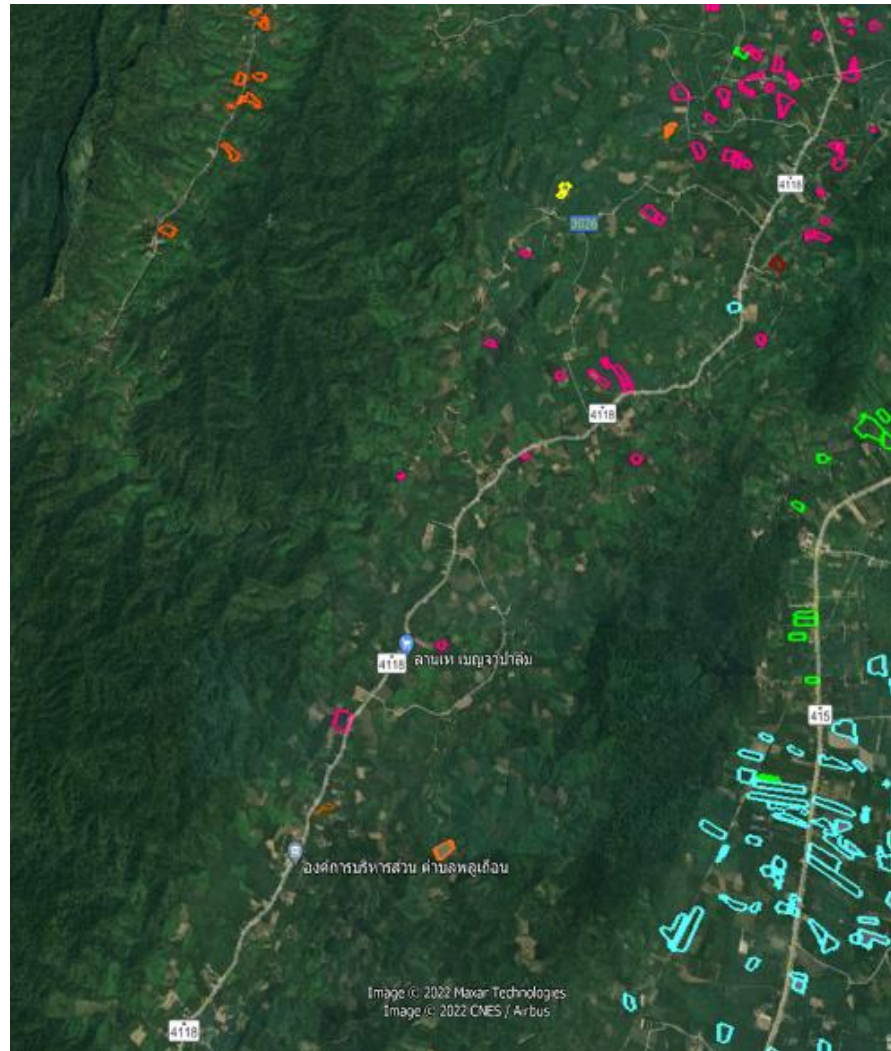 4118
3026
4118
ลานเท เบญจาปาล์ม
4118
415
องค์การบริหารส่วน ตำบลพลูเถื่อน
Image © 2022 Maxar Technologies
Image © 2022 CNES / Airbus
4118